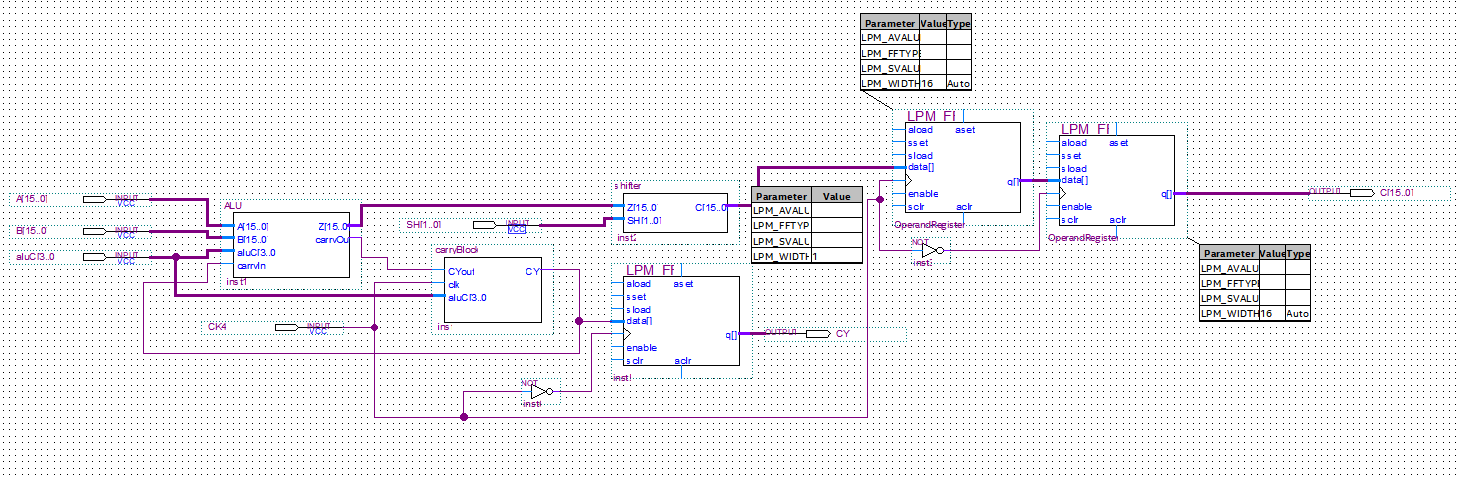 Parameter Value Type
LPM_AVALU
LPM_FFTYPE
LPM_SVALU
LPM_WIDTH 16 Auto
LPM_FF
aload aset
sset
sload
data[]
q[]
enable
sclr aclr
OperandRegister
LPM_FF
aload aset
sset
sload
data[]
q[]
enable
sclr aclr
OperandRegister
OUTPUT C[15..0]
NOT
inst
Parameter Value Type
LPM_AVALU
LPM_FFTYPE
LPM_SVALU
LPM_WIDTH 16 Auto
shifter
Z[15..0 C[15..0
SH[1..0]
inst2
Parameter Value
LPM_AVALU
LPM_FFTYP
LPM_SVALU
LPM_WIDTH 1
A[15..0] INPUT VCC
B[15..0 INPUT VCC
aluC[3..0 INPUT VCC
ALU
A[15..0] Z[15..0
B[15..0 carryOu
aluC[3..0
carryIn
inst1
SH[1..0] INPUT VCC
carryBlock
CYout CY
clk
aluC[3..0
ins
CK4 INPUT VCC
LPM_FF
aload aset
sset
sload
data[]
q[]
enable
sclr aclr
inst
OUTPUT CY
NOT
inst